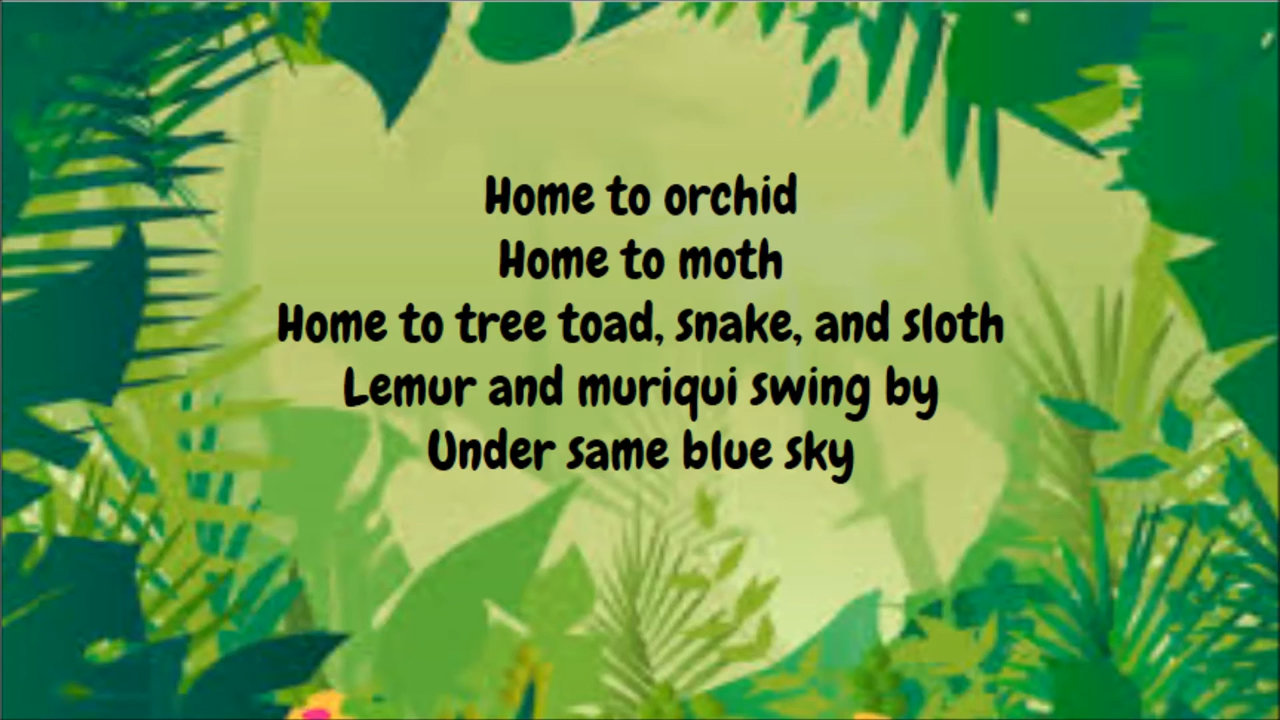 Home to orchid
Home to moth
Home to tree toad, snake, and sloth
Lemur and muriqui swing by
Under same blue sky